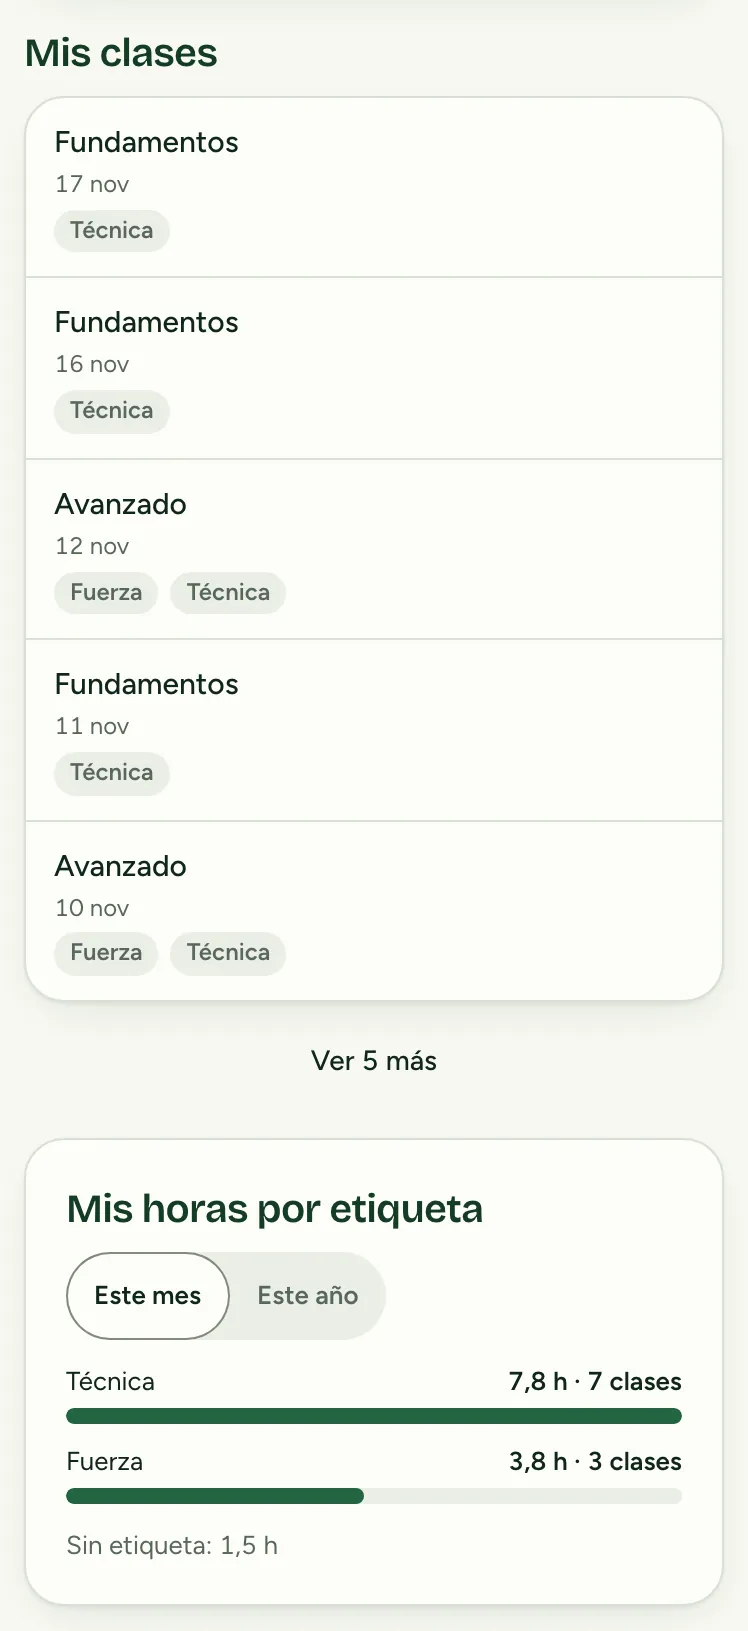 Mis clases
Fundamentos
17 nov
Técnica
Fundamentos
16 nov
Técnica
Avanzado
12 nov
Fuerza Técnica
Fundamentos
11 nov
Técnica
Avanzado
10 nov
Fuerza Técnica
Ver 5 más
Mis horas por etiqueta
Este mes Este año
Técnica 7,8 h · 7 clases
Fuerza 3,8 h · 3 clases
Sin etiqueta: 1,5 h